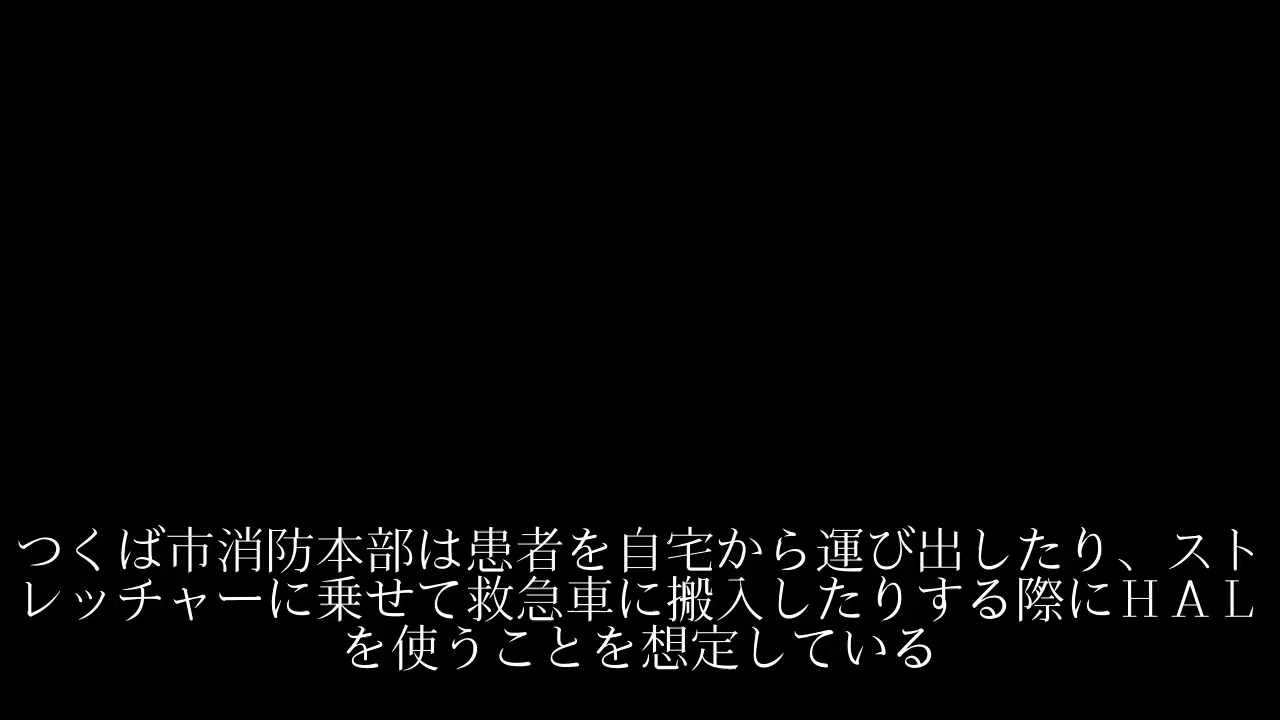 つくば市消防本部は患者を自宅から運び出したり、スト
レッチャーに乗せて救急車に搬入したりする際にＨＡＬ
を使うことを想定している